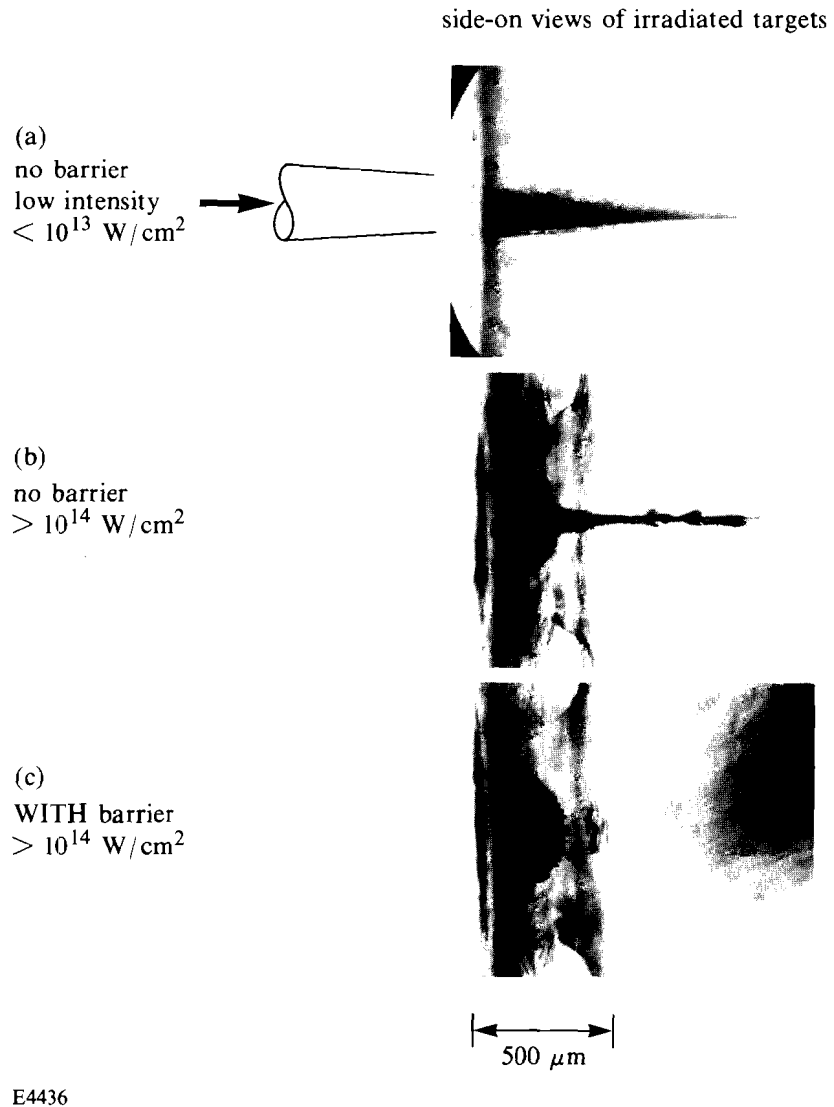 side-on views of irradiated targets
(a)
no barrier
low intensity
< 10¹³ W/cm²
(b)
no barrier
> 10¹⁴ W/cm²
(c)
WITH barrier
> 10¹⁴ W/cm²
500 μm
E4436